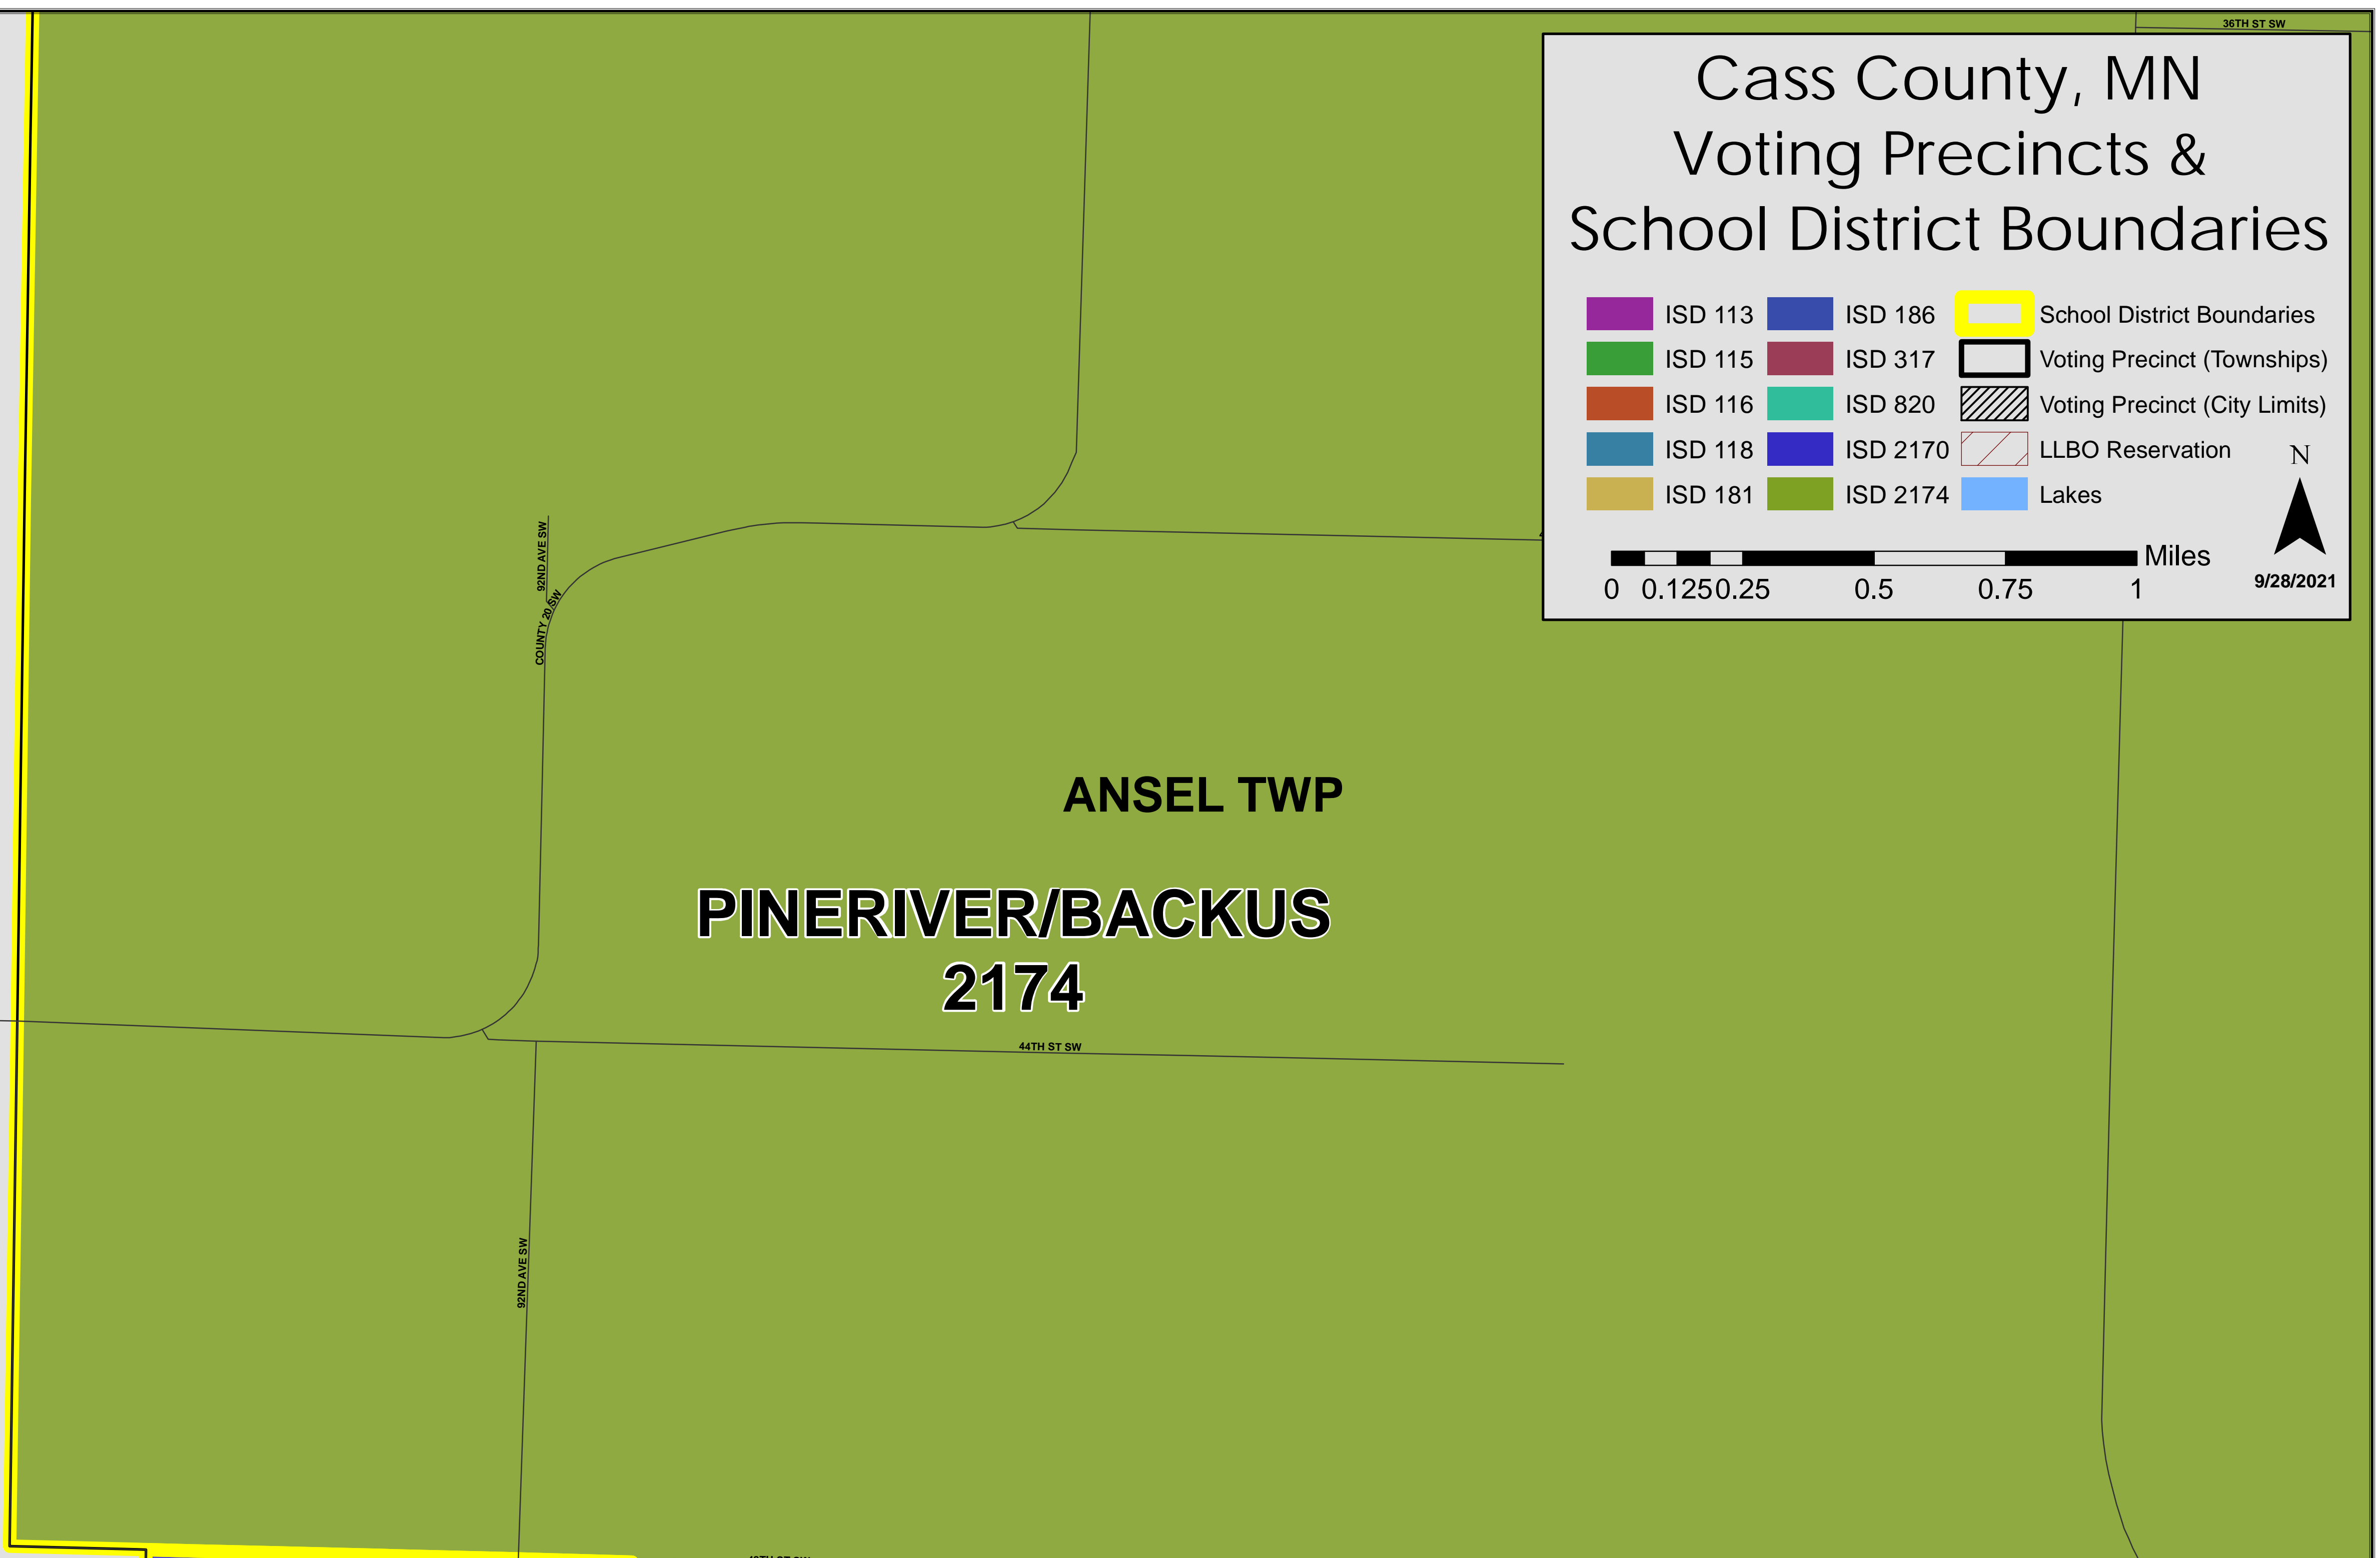 36TH ST SW
Cass County, MN
Voting Precincts &
School District Boundaries
ISD 113
ISD 186
School District Boundaries
ISD 115
ISD 317
Voting Precinct (Townships)
ISD 116
ISD 820
Voting Precinct (City Limits)
ISD 118
ISD 2170
LLBO Reservation
N
ISD 181
ISD 2174
Lakes
Miles
0 0.125 0.25 0.5 0.75 1
9/28/2021
92ND AVE SW
COUNTY 20 SW
ANSEL TWP
PINERIVER/BACKUS
2174
44TH ST SW
92ND AVE SW